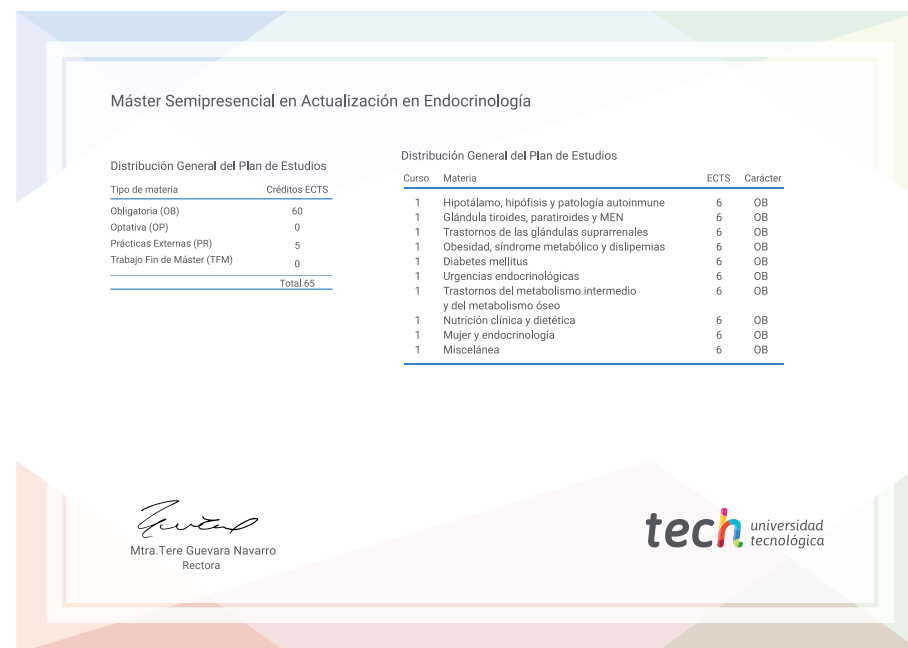 Máster Semipresencial en Actualización en Endocrinología
Distribución General del Plan de Estudios
Tipo de materia Créditos ECTS
Obligatoria (OB) 60
Optativa (OP) 0
Prácticas Externas (PR) 5
Trabajo Fin de Máster (TFM) 0
Total 65
Distribución General del Plan de Estudios
Curso Materia ECTS Carácter
1 Hipotálamo, hipófisis y patología autoinmune 6 OB
1 Glándula tiroides, paratiroides y MEN 6 OB
1 Trastornos de las glándulas suprarrenales 6 OB
1 Obesidad, síndrome metabólico y dislipemias 6 OB
1 Diabetes mellitus 6 OB
1 Urgencias endocrinológicas 6 OB
1 Trastornos del metabolismo intermedio 6 OB
y del metabolismo óseo
1 Nutrición clínica y dietética 6 OB
1 Mujer y endocrinología 6 OB
1 Miscelánea 6 OB
Mtra.Tere Guevara Navarro
Rectora
tech universidad
tecnológica